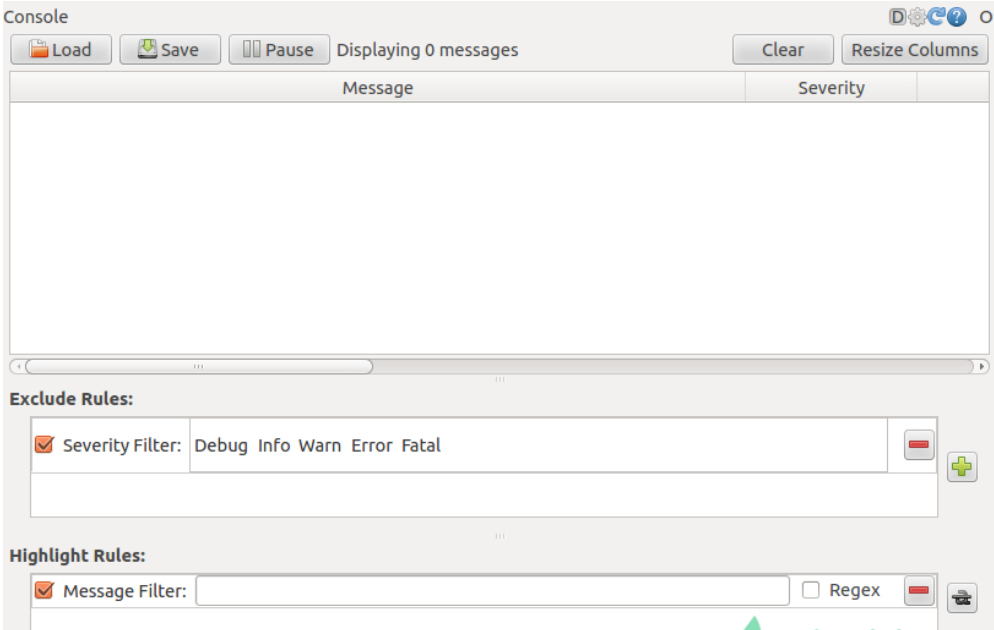 Console D ? O
Load Save Pause Displaying 0 messages Clear Resize Columns
Message Severity
Exclude Rules:
Severity Filter: Debug Info Warn Error Fatal
Highlight Rules:
Message Filter: Regex